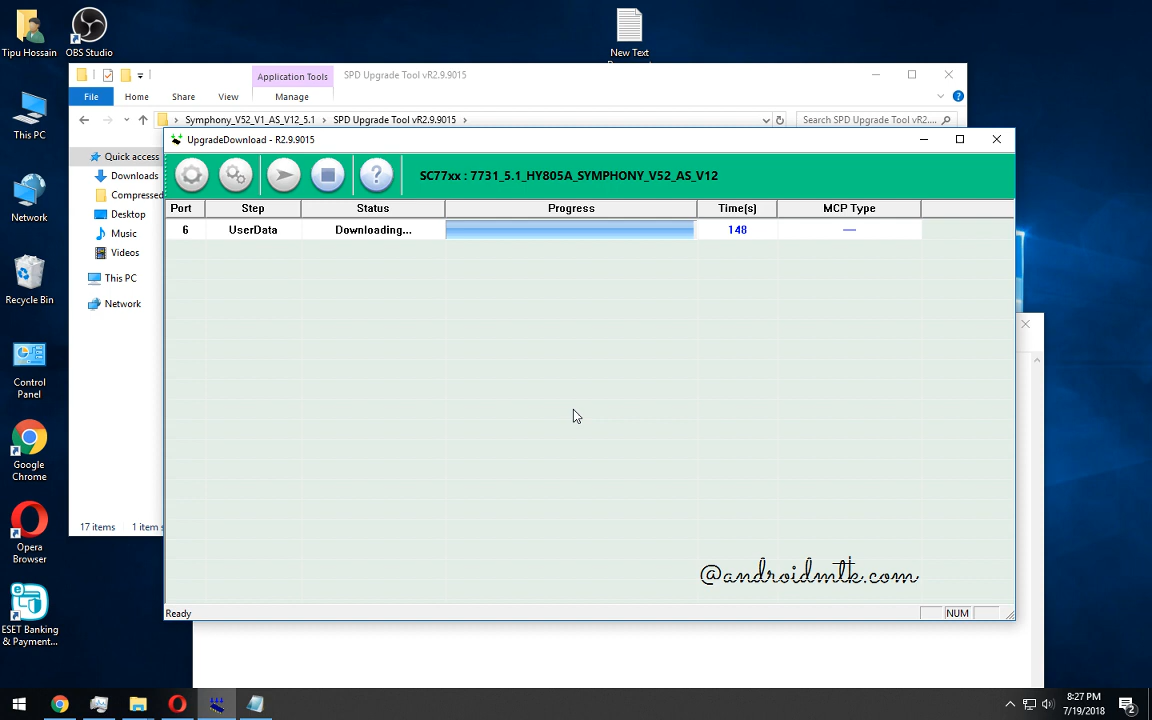 Tipu Hossain
OBS Studio
New Text
Application Tools
SPD Upgrade Tool vR2.9.9015
File
Home
Share
View
Manage
Symphony_V52_V1_AS_V12_5.1 > SPD Upgrade Tool vR2.9.9015 >
Search SPD Upgrade Tool vR2....
This PC
UpgradeDownload - R2.9.9015
Quick access
Downloads
Compressed
Desktop
Music
Videos
This PC
Network
SC77xx : 7731_5.1_HY805A_SYMPHONY_V52_AS_V12
Port
Step
Status
Progress
Time(s)
MCP Type
6
UserData
Downloading...
148
—
Network
Recycle Bin
Control
Panel
Google
Chrome
Opera
Browser
ESET Banking
& Payment...
17 items
1 item
@androidmtk.com
Ready
NUM
8:27 PM
7/19/2018
2